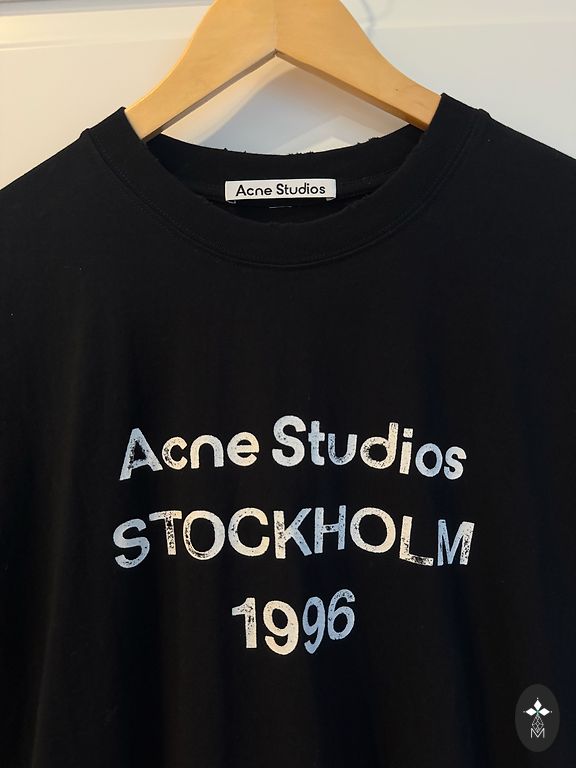 Acne Studios
Acne Studios
STOCKHOLM
1996
M